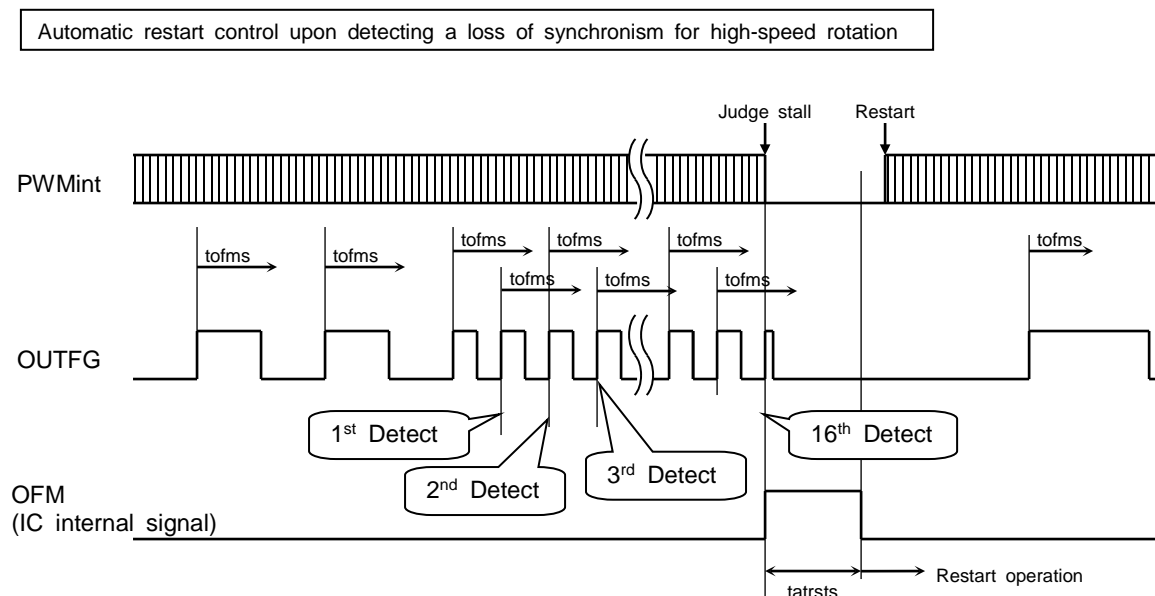 Automatic restart control upon detecting a loss of synchronism for high-speed rotation
Judge stall
Restart
PWMint
tofms
tofms
tofms
tofms
tofms
tofms
tofms
tofms
tofms
OUTFG
1st Detect
2nd Detect
3rd Detect
16th Detect
OFM
(IC internal signal)
tatrsts
Restart operation